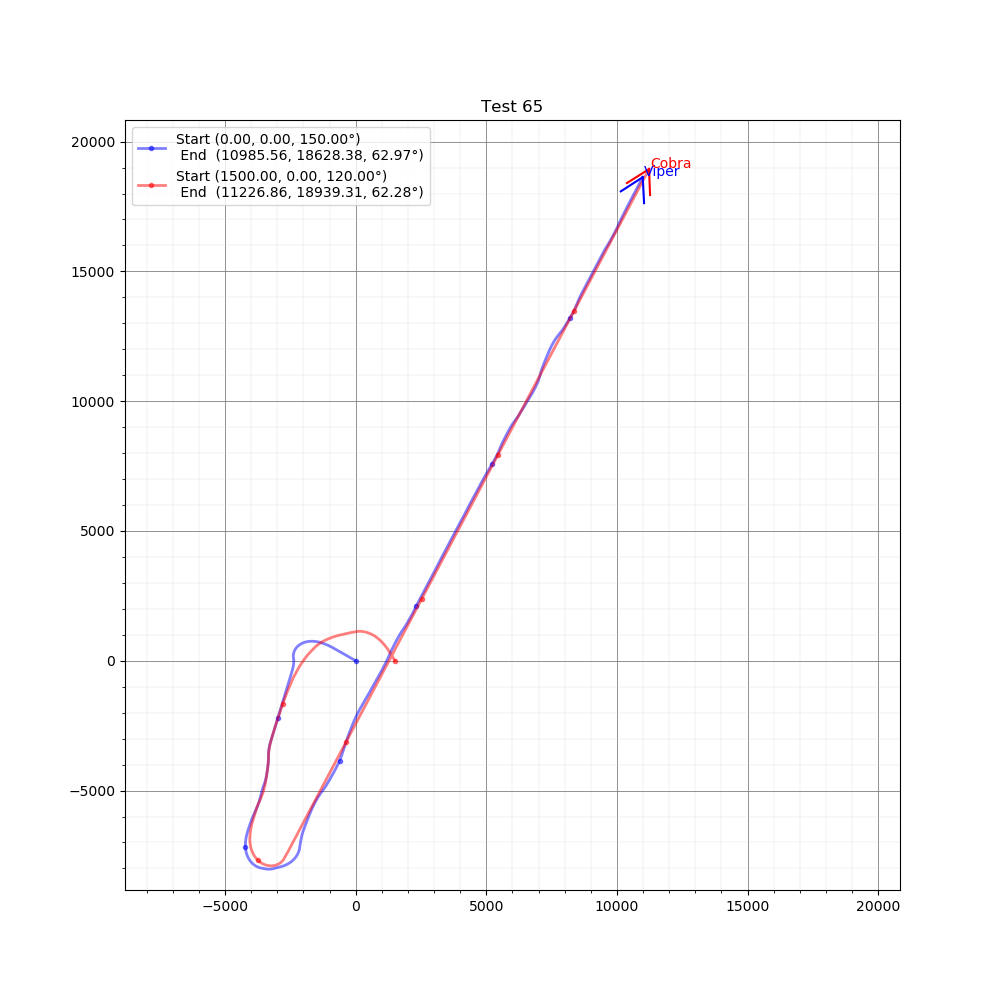 Test 65
Start (0.00, 0.00, 150.00°)
End (10985.56, 18628.38, 62.97°)
Start (1500.00, 0.00, 120.00°)
End (11226.86, 18939.31, 62.28°)
Cobra
Viper
20000
15000
10000
5000
0
−5000
−5000
0
5000
10000
15000
20000